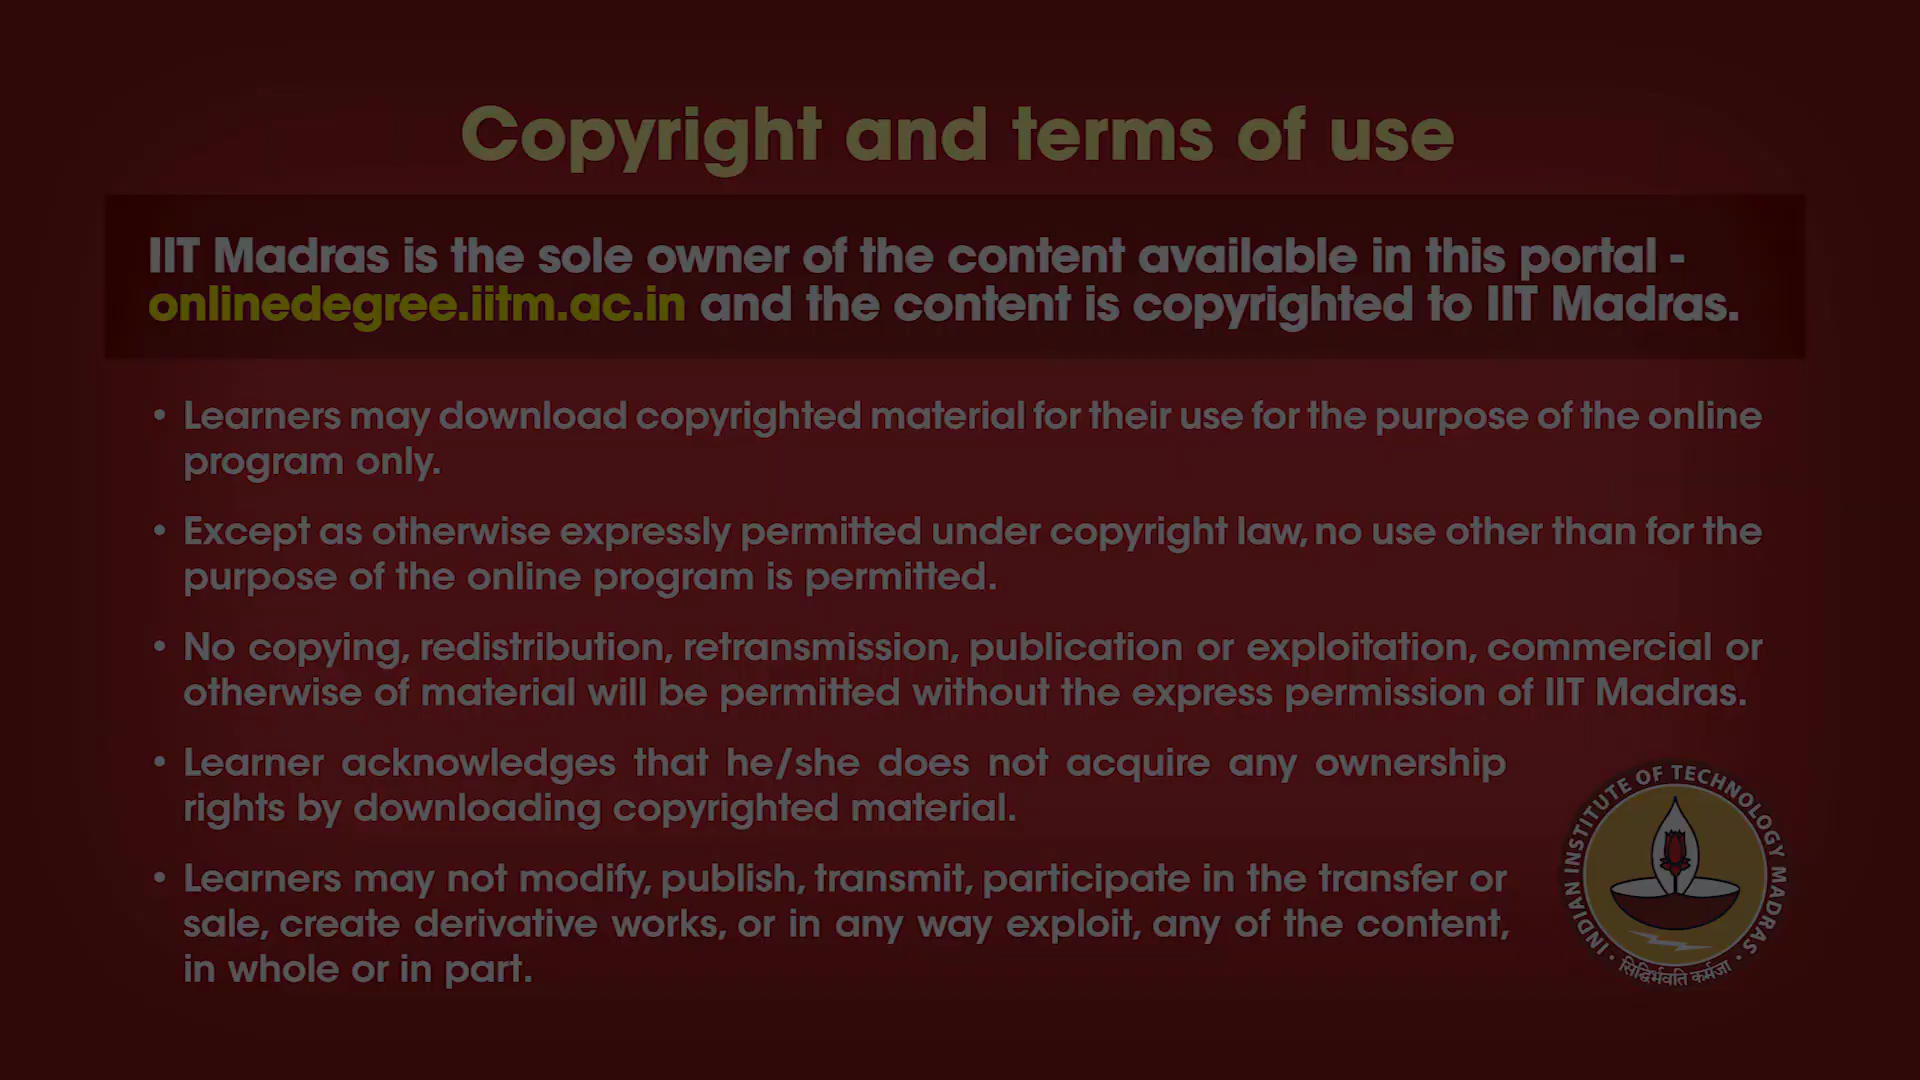 Copyright and terms of use
IIT Madras is the sole owner of the content available in this portal -
onlinedegree.iitm.ac.in and the content is copyrighted to IIT Madras.
• Learners may download copyrighted material for their use for the purpose of the online
program only.
• Except as otherwise expressly permitted under copyright law, no use other than for the
purpose of the online program is permitted.
• No copying, redistribution, retransmission, publication or exploitation, commercial or
otherwise of material will be permitted without the express permission of IIT Madras.
• Learner acknowledges that he/she does not acquire any ownership
rights by downloading copyrighted material.
• Learners may not modify, publish, transmit, participate in the transfer or
sale, create derivative works, or in any way exploit, any of the content,
in whole or in part.
INDIAN INSTITUTE OF TECHNOLOGY MADRAS
सिद्धिर्भवति कर्मजा